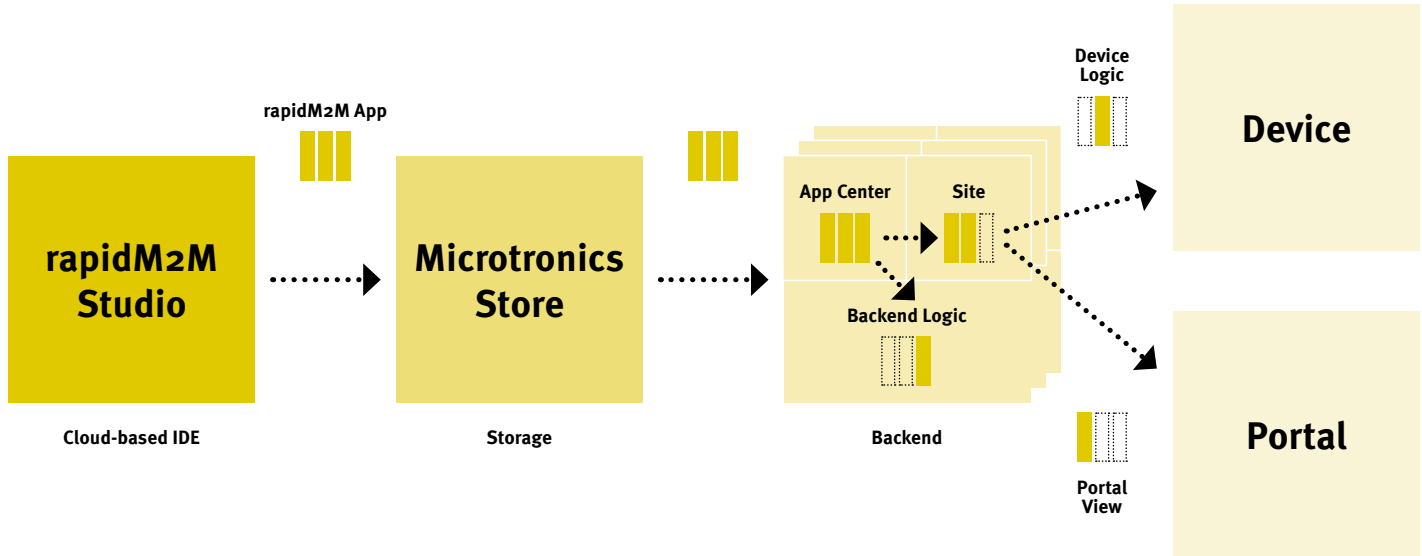 rapidM2M App
rapidM2M
Studio
Cloud-based IDE
Microtronics
Store
Storage
App Center
Site
Backend Logic
Backend
Device
Logic
Device
Portal
View
Portal